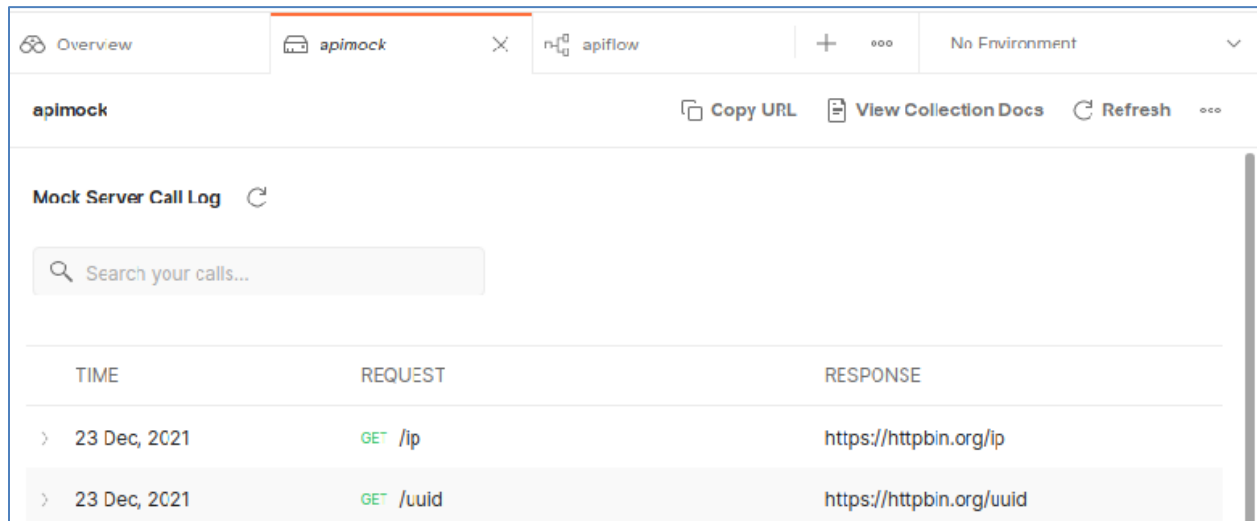 Overview apimock apiflow No Environment
apimock Copy URL View Collection Docs Refresh
Mock Server Call Log
Search your calls...
TIME REQUEST RESPONSE
23 Dec, 2021 GET /ip https://httpbin.org/ip
23 Dec, 2021 GET /uuid https://httpbin.org/uuid